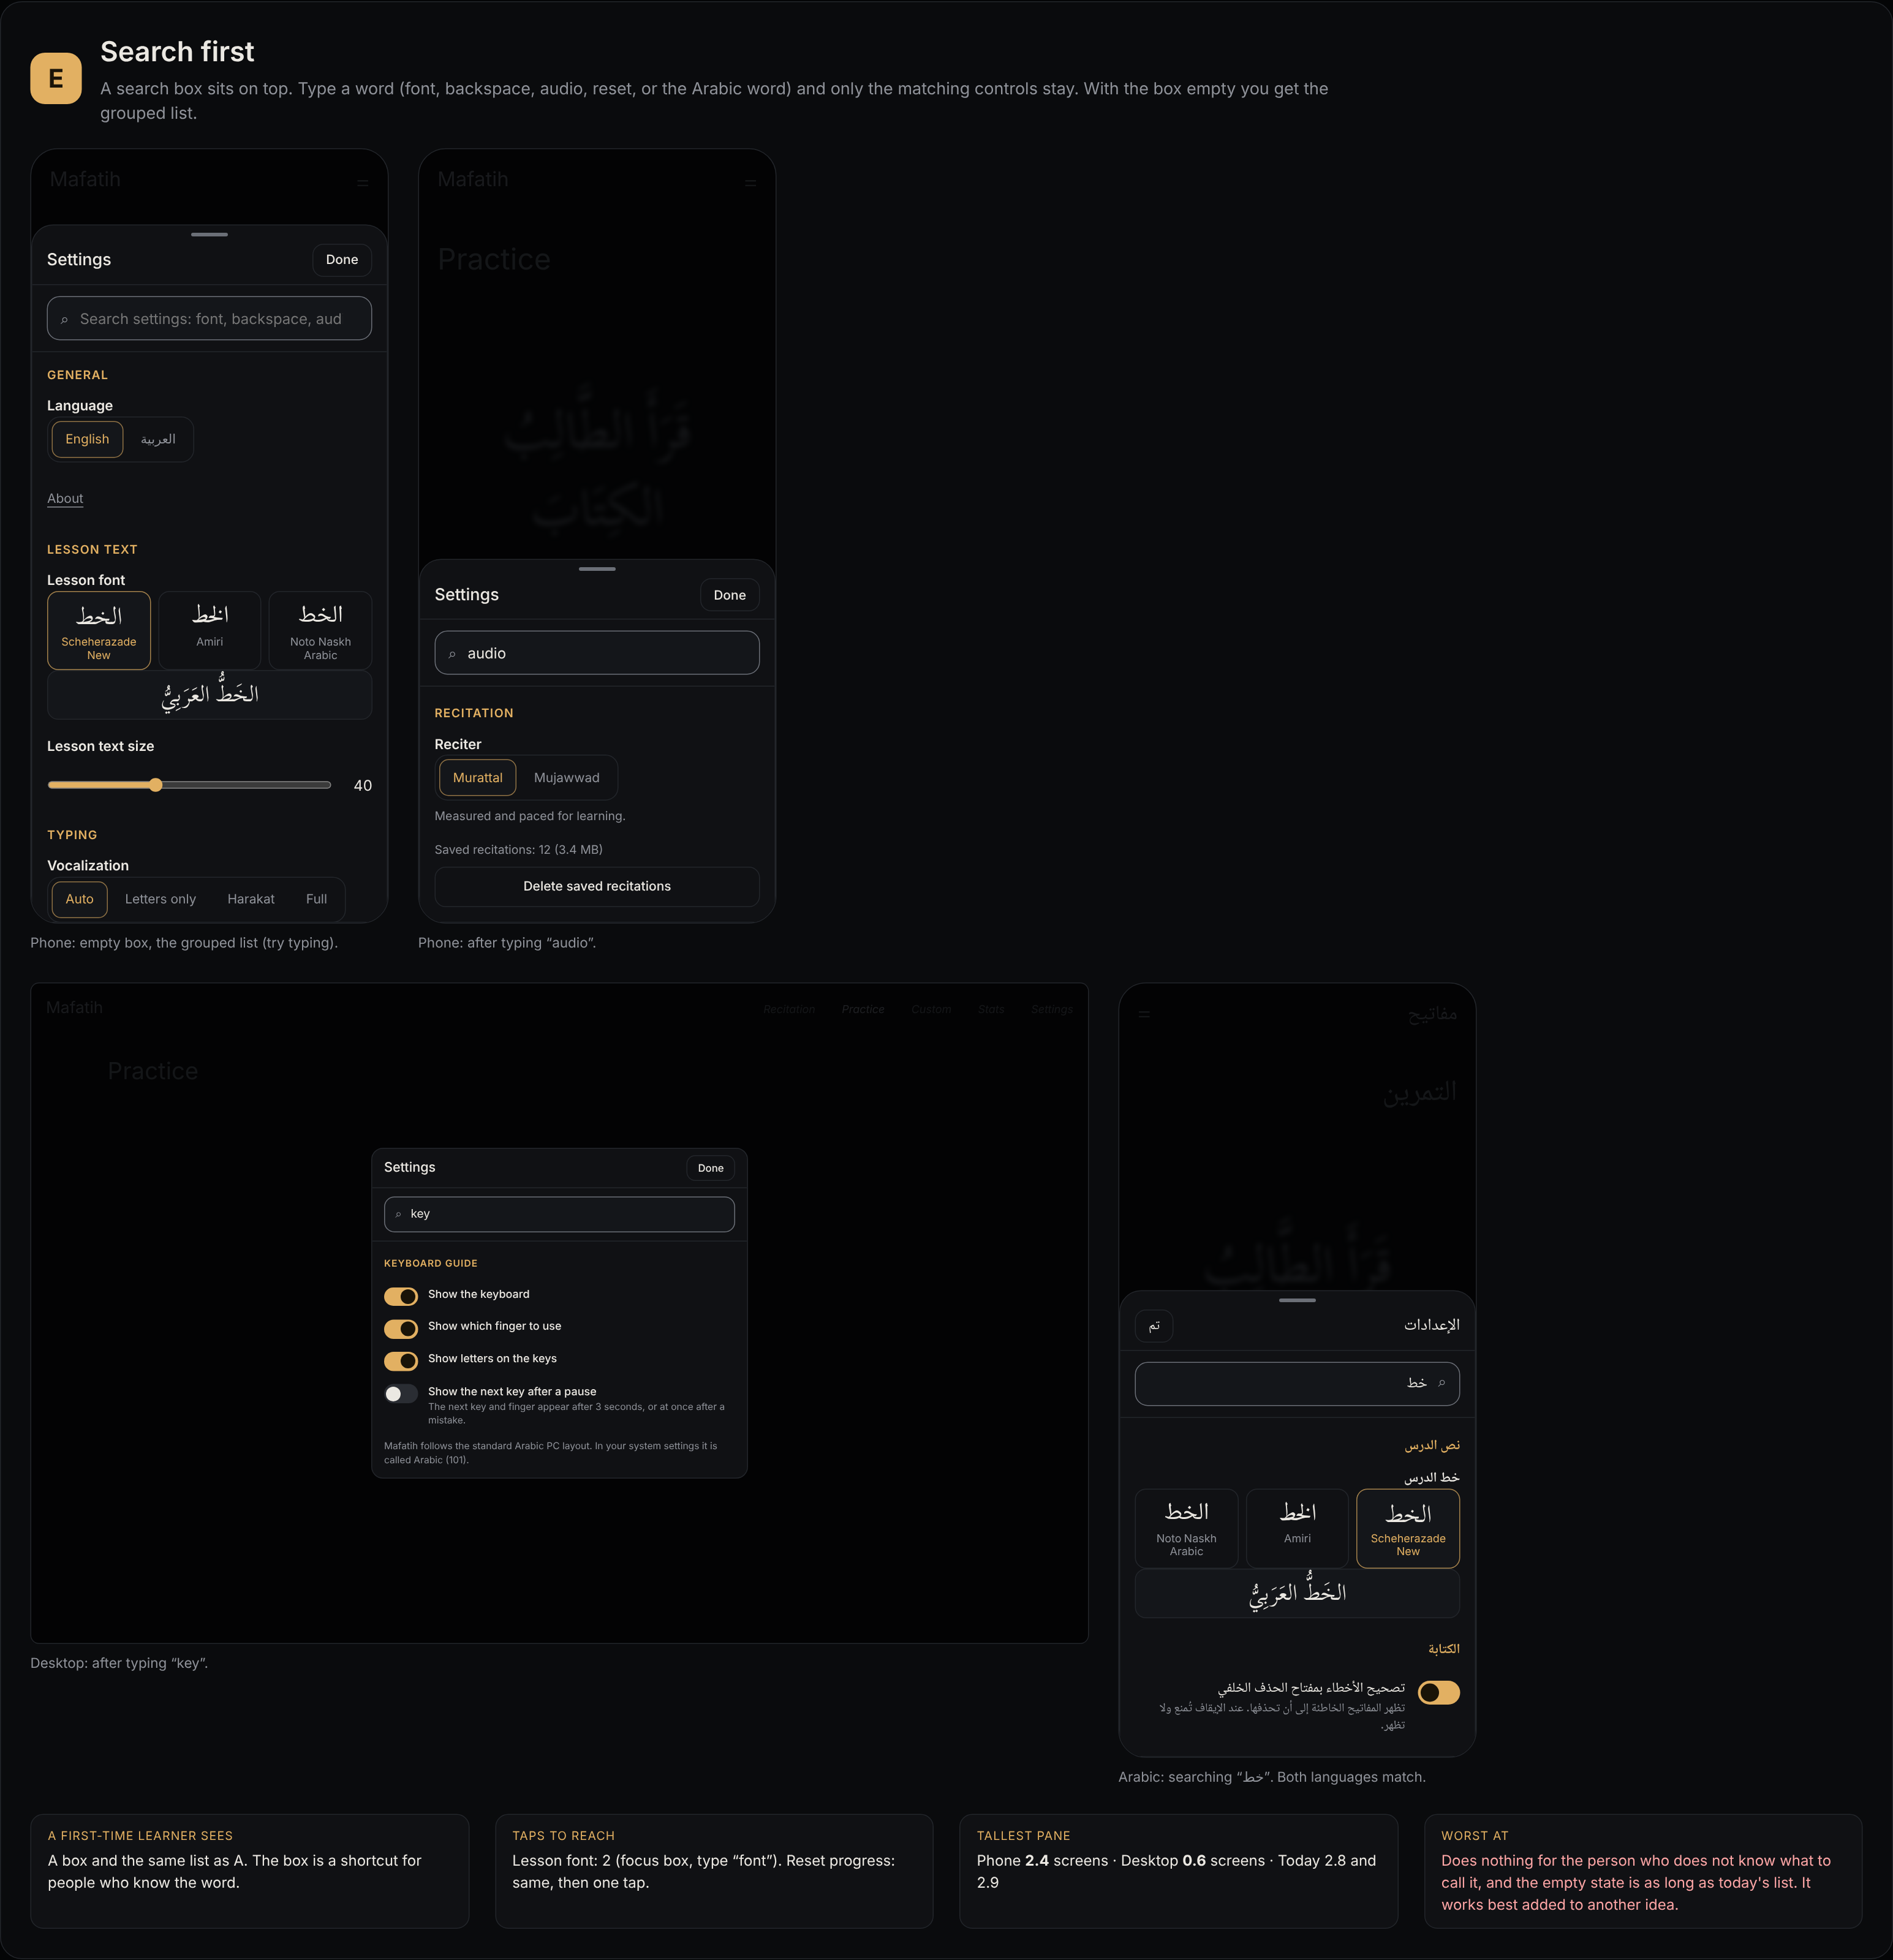 E
Search first
A search box sits on top. Type a word (font, backspace, audio, reset, or the Arabic word) and only the matching controls stay. With the box empty you get the
grouped list.
Mafatih
Settings
Done
Search settings: font, backspace, aud
GENERAL
Language
English
العربية
About
LESSON TEXT
Lesson font
الخط
Scheherazade
New
الخط
Amiri
الخط
Noto Naskh
Arabic
الخَطُّ العَرَبِيُّ
Lesson text size
40
TYPING
Vocalization
Auto
Letters only
Harakat
Full
Phone: empty box, the grouped list (try typing).
Mafatih
Practice
قَرَأَ الطَّالِبُ
الكِتَابَ
Settings
Done
audio
RECITATION
Reciter
Murattal
Mujawwad
Measured and paced for learning.
Saved recitations: 12 (3.4 MB)
Delete saved recitations
Phone: after typing “audio”.
Mafatih
Recitation
Practice
Custom
Stats
Settings
Practice
Settings
Done
key
KEYBOARD GUIDE
Show the keyboard
Show which finger to use
Show letters on the keys
Show the next key after a pause
The next key and finger appear after 3 seconds, or at once after a
mistake.
Mafatih follows the standard Arabic PC layout. In your system settings it is
called Arabic (101).
Desktop: after typing “key”.
مفاتيح
التمرين
قَرَأَ الطَّالِبُ
الإعدادات
تم
خط
نص الدرس
خط الدرس
الخط
Scheherazade
New
الخط
Amiri
الخط
Noto Naskh
Arabic
الخَطُّ العَرَبِيُّ
الكتابة
تصحيح الأخطاء بمفتاح الحذف الخلفي
تظهر المفاتيح الخاطئة إلى أن تحذفها. عند الإيقاف تُمنع ولا
تظهر.
Arabic: searching “خط”. Both languages match.
A FIRST-TIME LEARNER SEES
A box and the same list as A. The box is a shortcut for
people who know the word.
TAPS TO REACH
Lesson font: 2 (focus box, type “font”). Reset progress:
same, then one tap.
TALLEST PANE
Phone 2.4 screens · Desktop 0.6 screens · Today 2.8 and
2.9
WORST AT
Does nothing for the person who does not know what to
call it, and the empty state is as long as today's list. It
works best added to another idea.